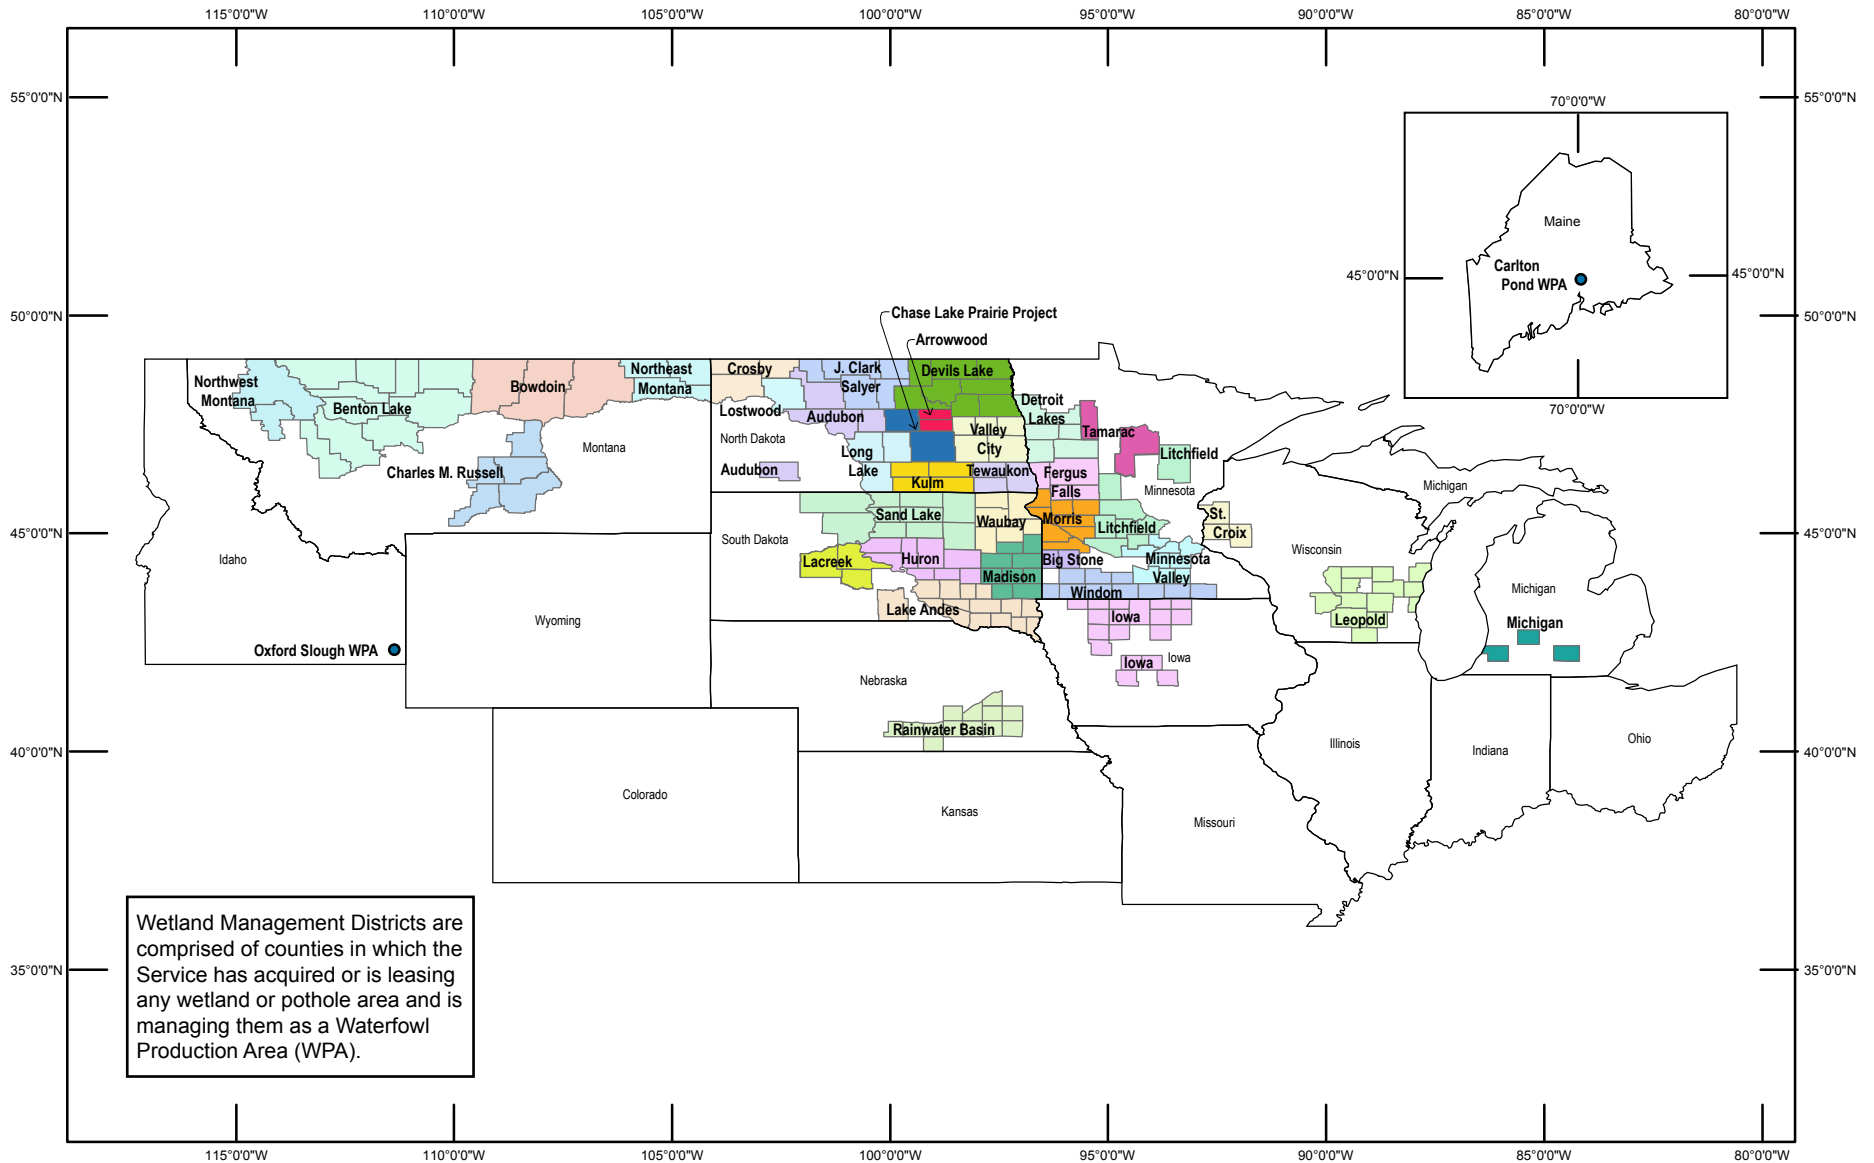 115°0'0"W
110°0'0"W
105°0'0"W
100°0'0"W
95°0'0"W
90°0'0"W
85°0'0"W
80°0'0"W
55°0'0"N
55°0'0"N
70°0'0"W
Maine
Carlton
Pond WPA
45°0'0"N
45°0'0"N
70°0'0"W
50°0'0"N
50°0'0"N
Chase Lake Prairie Project
Arrowwood
Northwest
Montana
Benton Lake
Bowdoin
Northeast
Montana
Crosby
J. Clark
Salyer
Devils Lake
Lostwood
Audubon
North Dakota
Valley
City
Long
Lake
Audubon
Kulm
Tewaukon
Charles M. Russell
Montana
Detroit
Lakes
Tamarac
Litchfield
Fergus
Falls
Minnesota
Michigan
Morris
Litchfield
St.
Croix
45°0'0"N
45°0'0"N
Sand Lake
Waubay
South Dakota
Lacreek
Huron
Madison
Big Stone
Minnesota
Valley
Windom
Wisconsin
Leopold
Michigan
Michigan
Idaho
Wyoming
Lake Andes
Iowa
Iowa
Iowa
Oxford Slough WPA
Nebraska
Rainwater Basin
40°0'0"N
40°0'0"N
Illinois
Indiana
Ohio
Colorado
Kansas
Missouri
35°0'0"N
35°0'0"N
Wetland Management Districts are
comprised of counties in which the
Service has acquired or is leasing
any wetland or pothole area and is
managing them as a Waterfowl
Production Area (WPA).
115°0'0"W
110°0'0"W
105°0'0"W
100°0'0"W
95°0'0"W
90°0'0"W
85°0'0"W
80°0'0"W